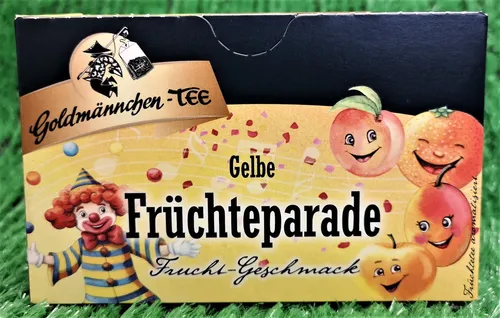 Goldmännchen-TEE
Gelbe
Früchteparade
Frucht-Geschmack
Früchtetee aromatisiert